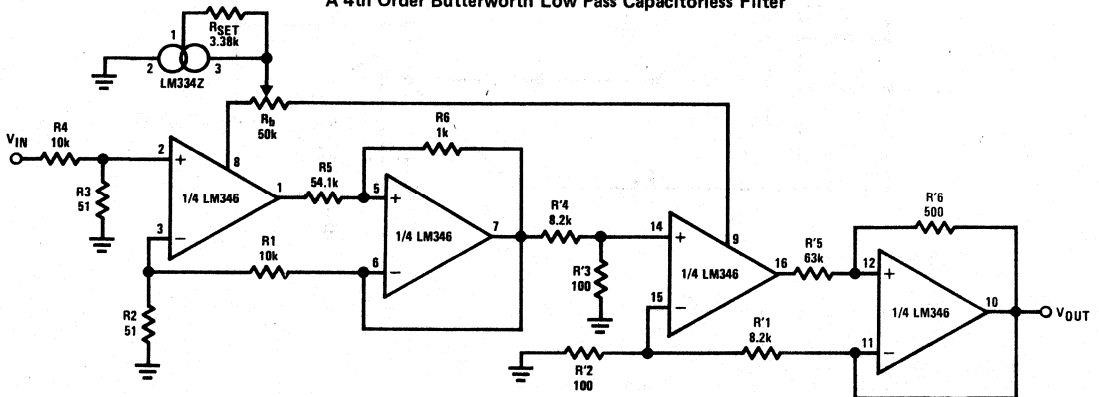 A 4th Order Butterworth Low Pass Capacitorless Filter
RSET
3.38k
1
2
3
LM334Z
Rb
50k
VIN
R4
10k
R3
51
2
+
8
1/4 LM346
1
3
−
R1
10k
R2
51
R5
54.1k
R6
1k
5
+
1/4 LM346
7
6
−
R'4
8.2k
R'3
100
14
+
9
1/4 LM346
16
15
−
R'2
100
R'1
8.2k
R'5
63k
R'6
500
12
+
1/4 LM346
10
11
−
VOUT